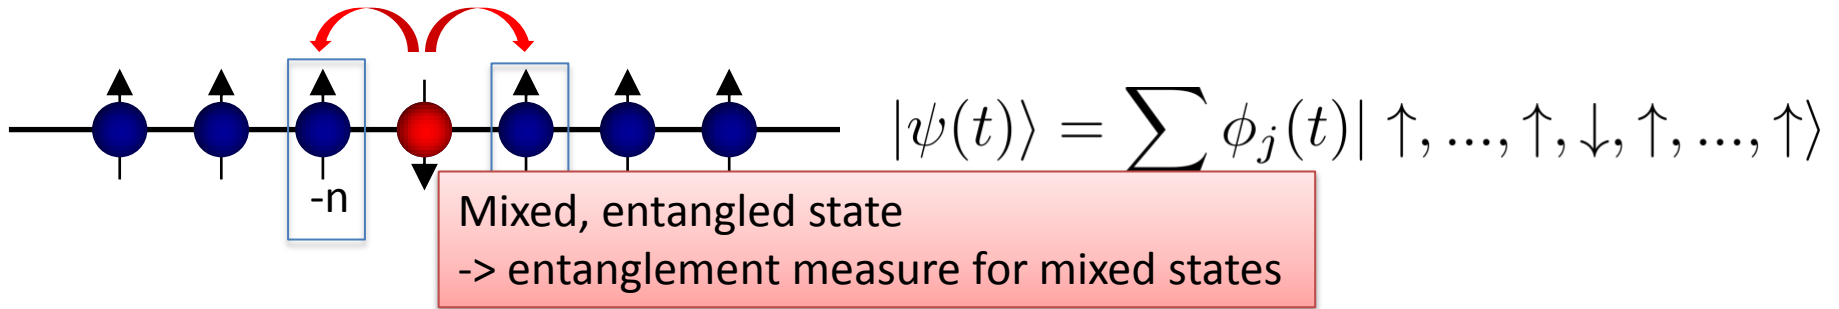 |ψ(t)⟩ = ∑ ϕ_j(t)| ↑, ..., ↑, ↓, ↑, ..., ↑⟩
-n
Mixed, entangled state
-> entanglement measure for mixed states